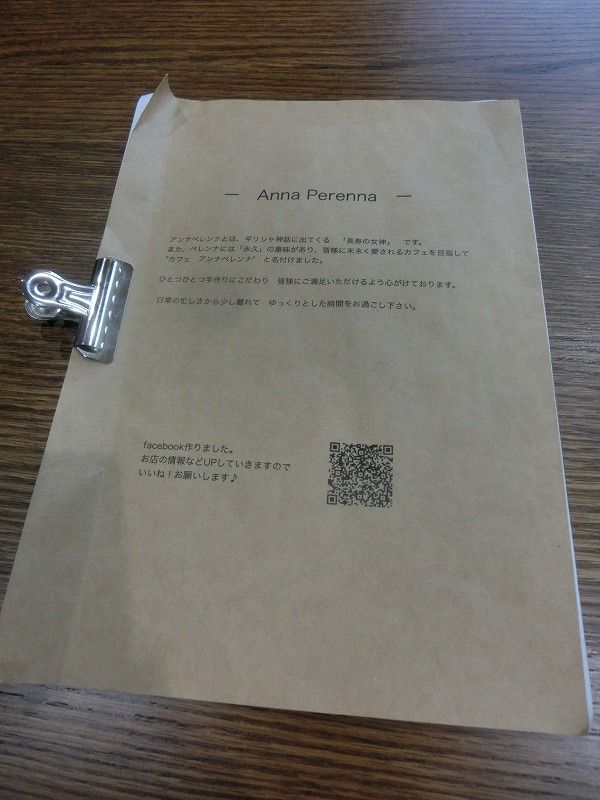 — Anna Perenna —
アンナペレンナとは、ギリシャ神話に出てくる 「長寿の女神」 です。
また、ペレンナには「永久」の意味があり、皆様に末永く愛されるカフェを目指して
"カフェ アンナペレンナ" と名付けました。
ひとつひとつ手作りにこだわり 皆様にご満足いただけるよう心がけております。
日常の忙しさから少し離れて ゆっくりとした時間をお過ごし下さい。
facebook作りました。
お店の情報などUPしていきますので
いいね！お願いします♪